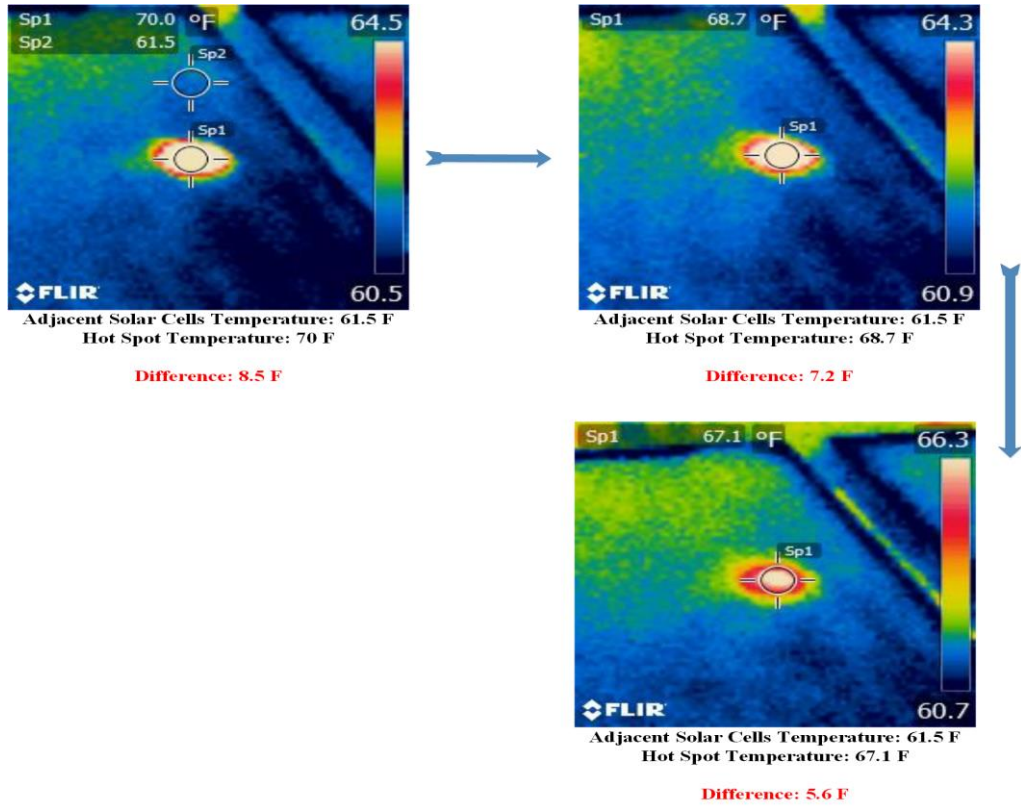 Sp1 70.0 °F 64.5
Sp2 61.5
Sp2
Sp1
FLIR
60.5
Adjacent Solar Cells Temperature: 61.5 F
Hot Spot Temperature: 70 F
Difference: 8.5 F
Sp1 68.7 °F 64.3
Sp1
FLIR
60.9
Adjacent Solar Cells Temperature: 61.5 F
Hot Spot Temperature: 68.7 F
Difference: 7.2 F
Sp1 67.1 °F 66.3
Sp1
FLIR
60.7
Adjacent Solar Cells Temperature: 61.5 F
Hot Spot Temperature: 67.1 F
Difference: 5.6 F